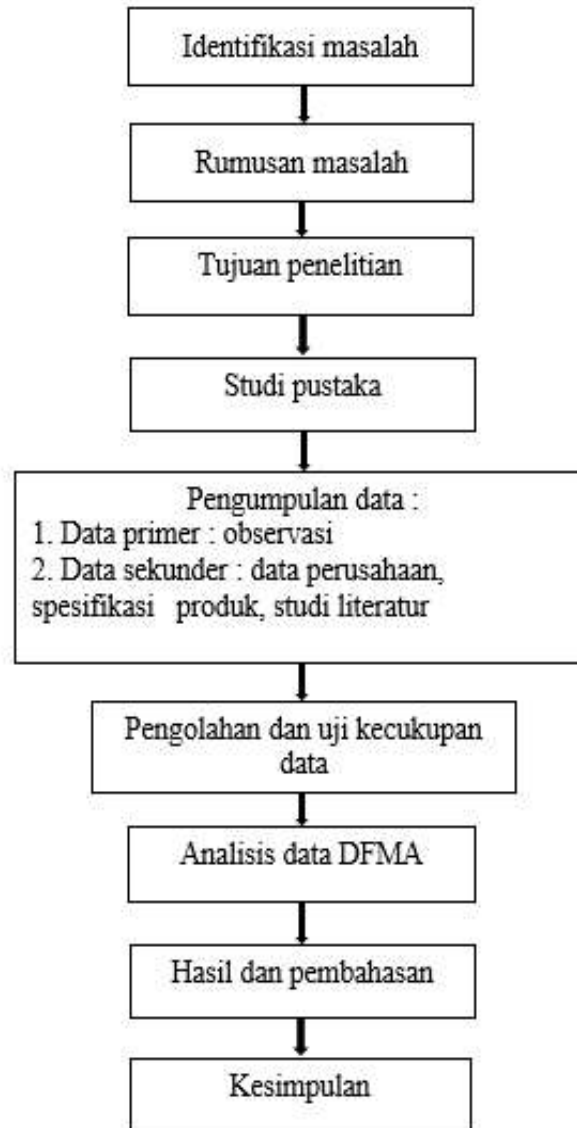 Identifikasi masalah
Rumusan masalah
Tujuan penelitian
Studi pustaka
Pengumpulan data :
1. Data primer : observasi
2. Data sekunder : data perusahaan,
spesifikasi produk, studi literatur
Pengolahan dan uji kecukupan
data
Analisis data DFMA
Hasil dan pembahasan
Kesimpulan